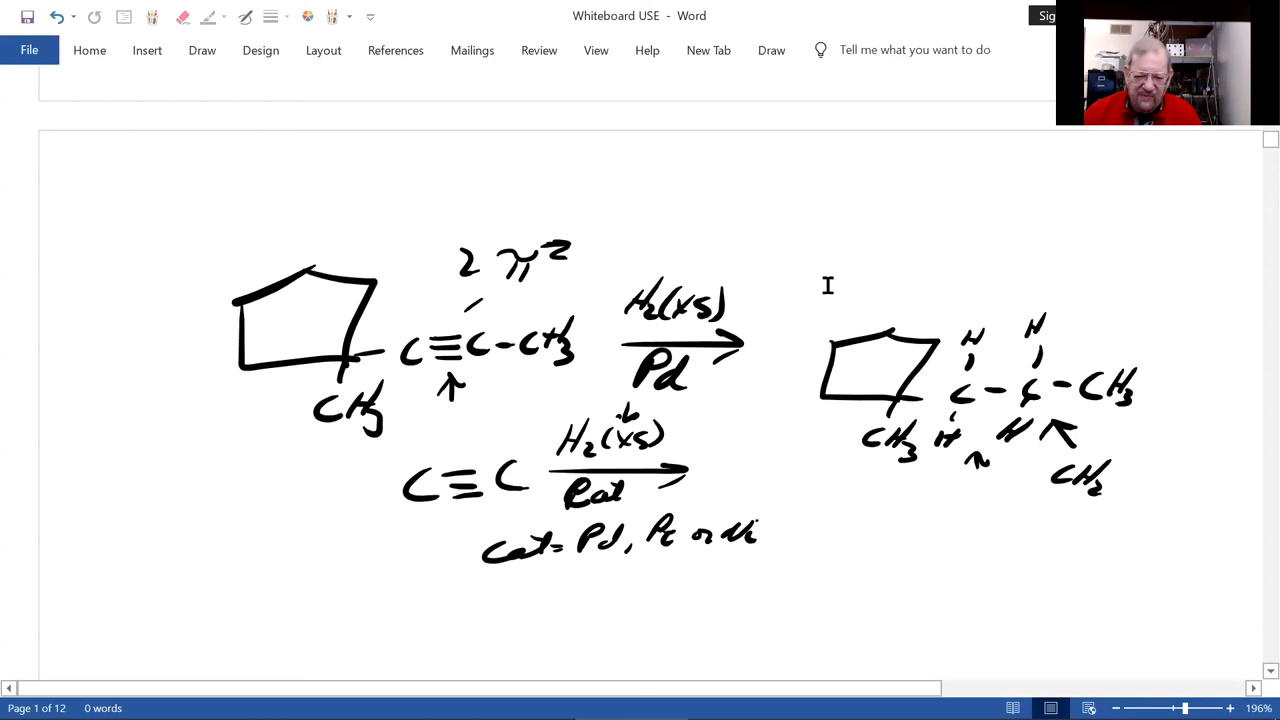 Whiteboard USE - Word
Sig
File Home Insert Draw Design Layout References Mailings Review View Help New Tab Draw Tell me what you want to do
2 π
H₂(xs)
C≡C-CH₃
Pd
CH₃
H H
C-C-CH₃
CH₃ H H
CH₂
H₂(xs)
C≡C
Cat
Cat= Pd, Pt or Ni
Page 1 of 12 0 words
196%